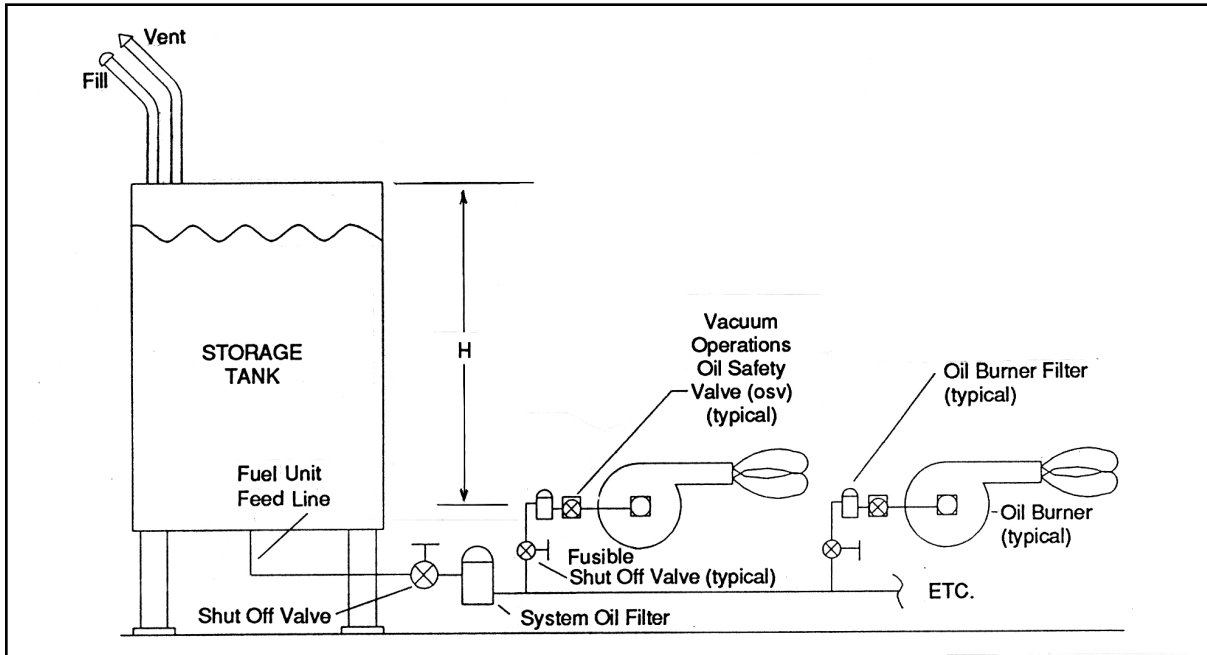 Vent
Fill
STORAGE
TANK
H
Fuel Unit
Feed Line
Shut Off Valve
System Oil Filter
Vacuum
Operations
Oil Safety
Valve (osv)
(typical)
Fusible
Shut Off Valve (typical)
Oil Burner Filter
(typical)
Oil Burner
(typical)
ETC.